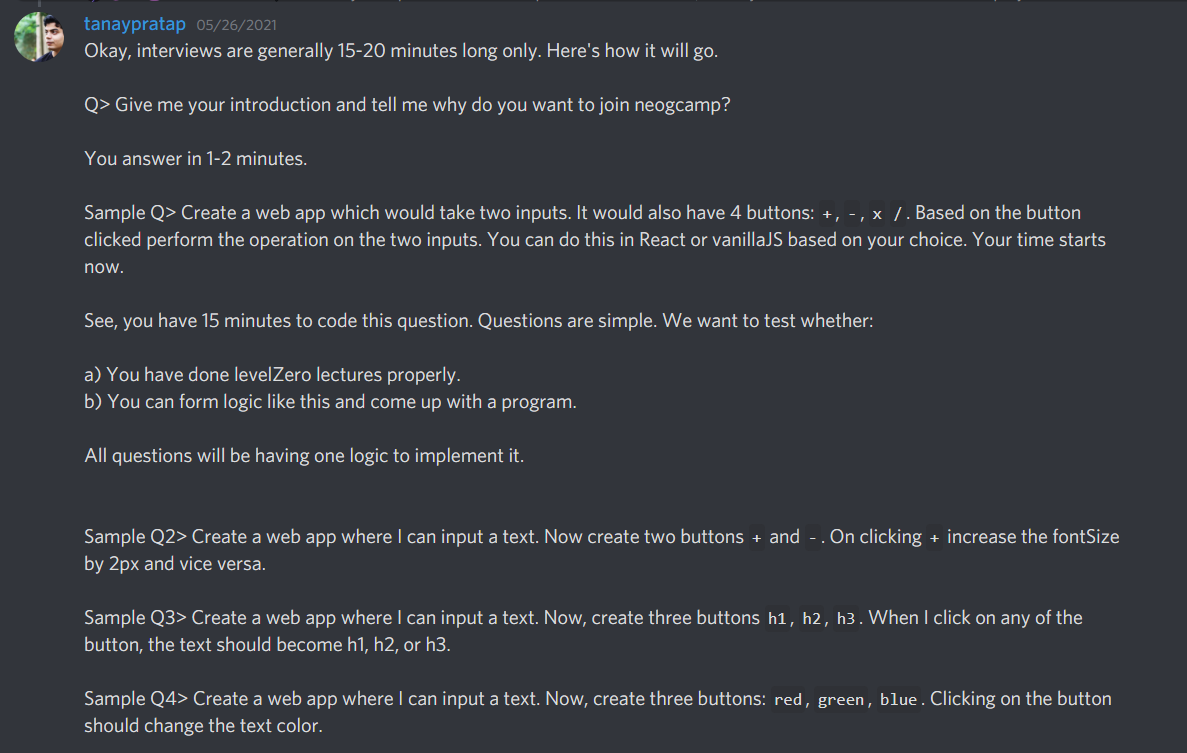 tanaypratap 05/26/2021
Okay, interviews are generally 15-20 minutes long only. Here's how it will go.
Q> Give me your introduction and tell me why do you want to join neogcamp?
You answer in 1-2 minutes.
Sample Q> Create a web app which would take two inputs. It would also have 4 buttons: +, -, x /. Based on the button
clicked perform the operation on the two inputs. You can do this in React or vanillaJS based on your choice. Your time starts
now.
See, you have 15 minutes to code this question. Questions are simple. We want to test whether:
a) You have done levelZero lectures properly.
b) You can form logic like this and come up with a program.
All questions will be having one logic to implement it.
Sample Q2> Create a web app where I can input a text. Now create two buttons + and -. On clicking + increase the fontSize
by 2px and vice versa.
Sample Q3> Create a web app where I can input a text. Now, create three buttons h1, h2, h3. When I click on any of the
button, the text should become h1, h2, or h3.
Sample Q4> Create a web app where I can input a text. Now, create three buttons: red, green, blue. Clicking on the button
should change the text color.